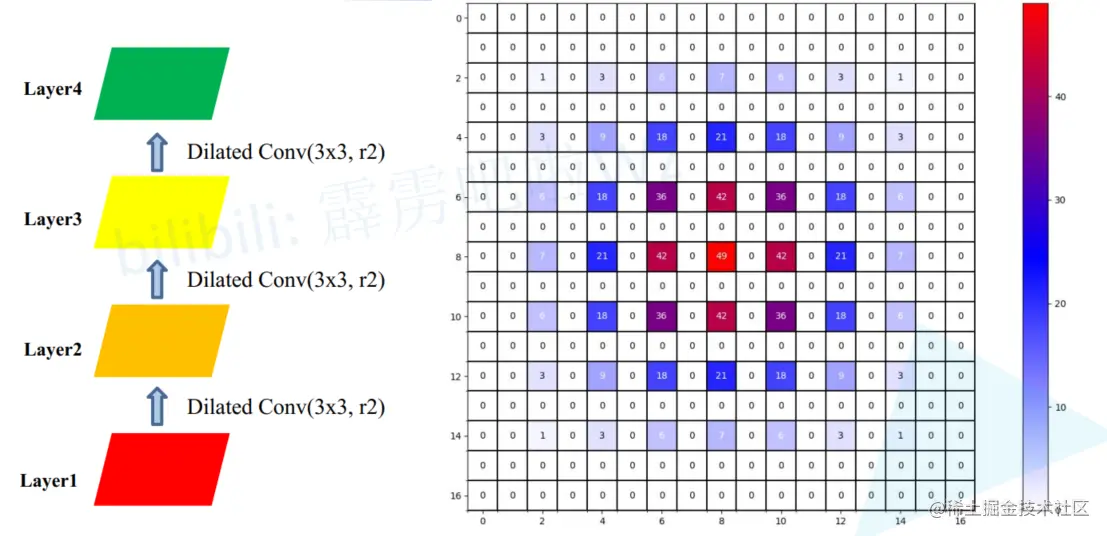 Layer4
Dilated Conv(3x3, r2)
Layer3
Dilated Conv(3x3, r2)
Layer2
Dilated Conv(3x3, r2)
Layer1
bilibili: 霹雳吧啦Wz
0 0 0 0 0 0 0 0 0 0 0 0 0 0 0 0 0 0
0 0 0 0 0 0 0 0 0 0 0 0 0 0 0 0 0
2 0 0 1 0 3 0 6 0 7 0 6 0 3 0 1 0 0
0 0 0 0 0 0 0 0 0 0 0 0 0 0 0 0 0
4 0 0 3 0 9 0 18 0 21 0 18 0 9 0 3 0 0
0 0 0 0 0 0 0 0 0 0 0 0 0 0 0 0 0
6 0 0 6 0 18 0 36 0 42 0 36 0 18 0 6 0 0
0 0 0 0 0 0 0 0 0 0 0 0 0 0 0 0 0
8 0 0 7 0 21 0 42 0 49 0 42 0 21 0 7 0 0
0 0 0 0 0 0 0 0 0 0 0 0 0 0 0 0 0
10 0 0 6 0 18 0 36 0 42 0 36 0 18 0 6 0 0
0 0 0 0 0 0 0 0 0 0 0 0 0 0 0 0 0
12 0 0 3 0 9 0 18 0 21 0 18 0 9 0 3 0 0
0 0 0 0 0 0 0 0 0 0 0 0 0 0 0 0 0
14 0 0 1 0 3 0 6 0 7 0 6 0 3 0 1 0 0
0 0 0 0 0 0 0 0 0 0 0 0 0 0 0 0 0
16 0 0 0 0 0 0 0 0 0 0 0 0 0 0 0 0 0
0 2 4 6 8 10 12 14 16
40
30
20
10
@稀土掘金技术社区